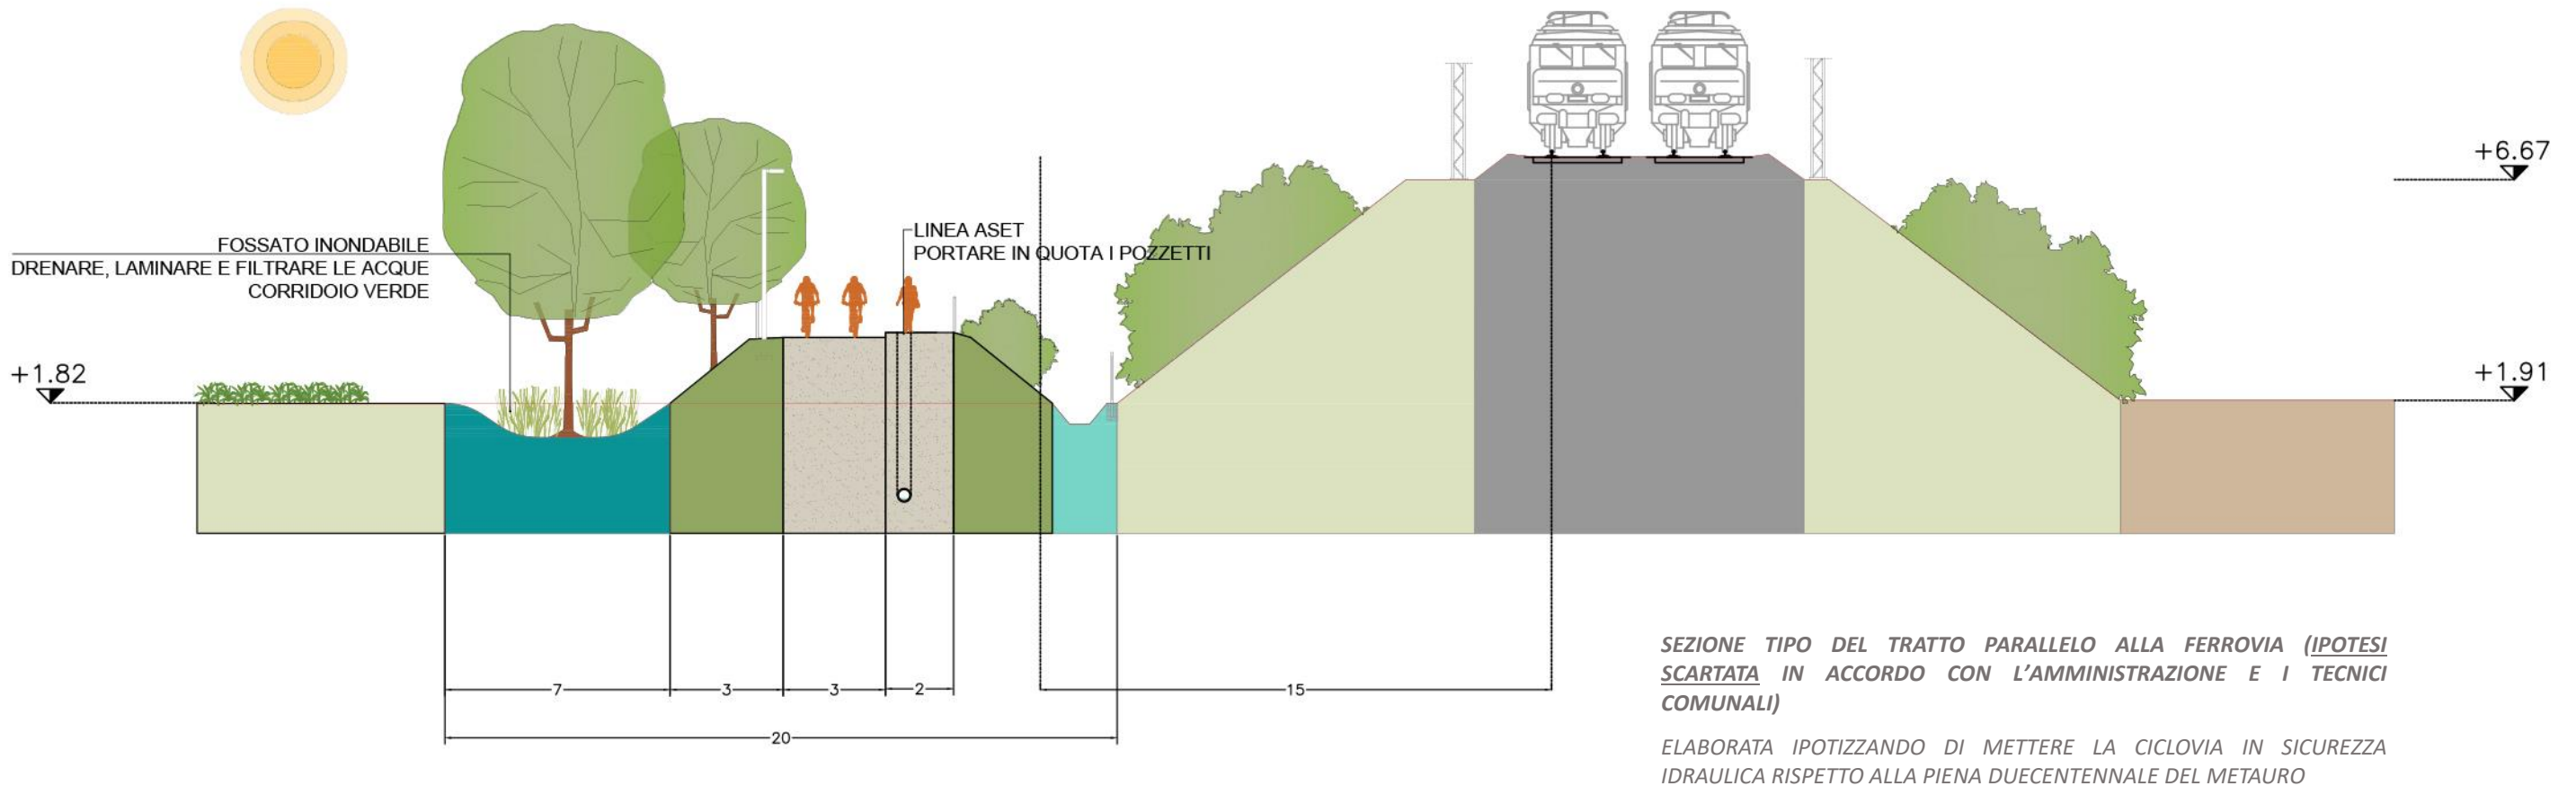 FOSSATO INONDABILE
DRENARE, LAMINARE E FILTRARE LE ACQUE
CORRIDOIO VERDE
+1.82
LINEA ASET
PORTARE IN QUOTA I POZZETTI
+6.67
+1.91
7
3
3
2
15
20
SEZIONE TIPO DEL TRATTO PARALLELO ALLA FERROVIA (IPOTESI
SCARTATA IN ACCORDO CON L’AMMINISTRAZIONE E I TECNICI
COMUNALI)
ELABORATA IPOTIZZANDO DI METTERE LA CICLOVIA IN SICUREZZA
IDRAULICA RISPETTO ALLA PIENA DUECENTENNALE DEL METAURO